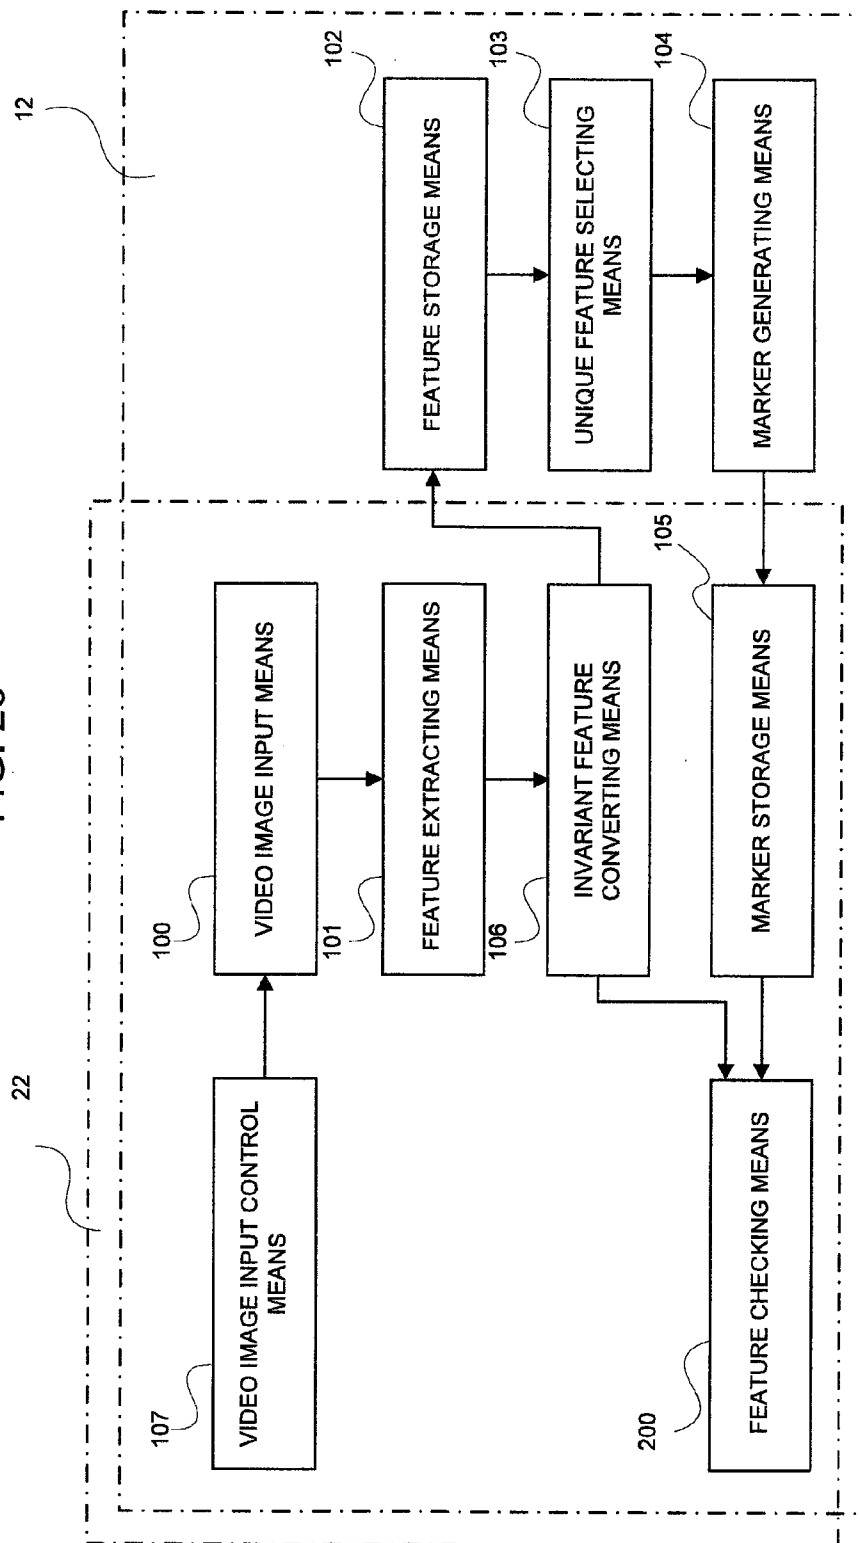 22
12
107
VIDEO IMAGE INPUT CONTROL
MEANS
100
VIDEO IMAGE INPUT MEANS
101
FEATURE EXTRACTING MEANS
102
FEATURE STORAGE MEANS
106
INVARIANT FEATURE
CONVERTING MEANS
103
UNIQUE FEATURE SELECTING
MEANS
200
FEATURE CHECKING MEANS
105
MARKER STORAGE MEANS
104
MARKER GENERATING MEANS